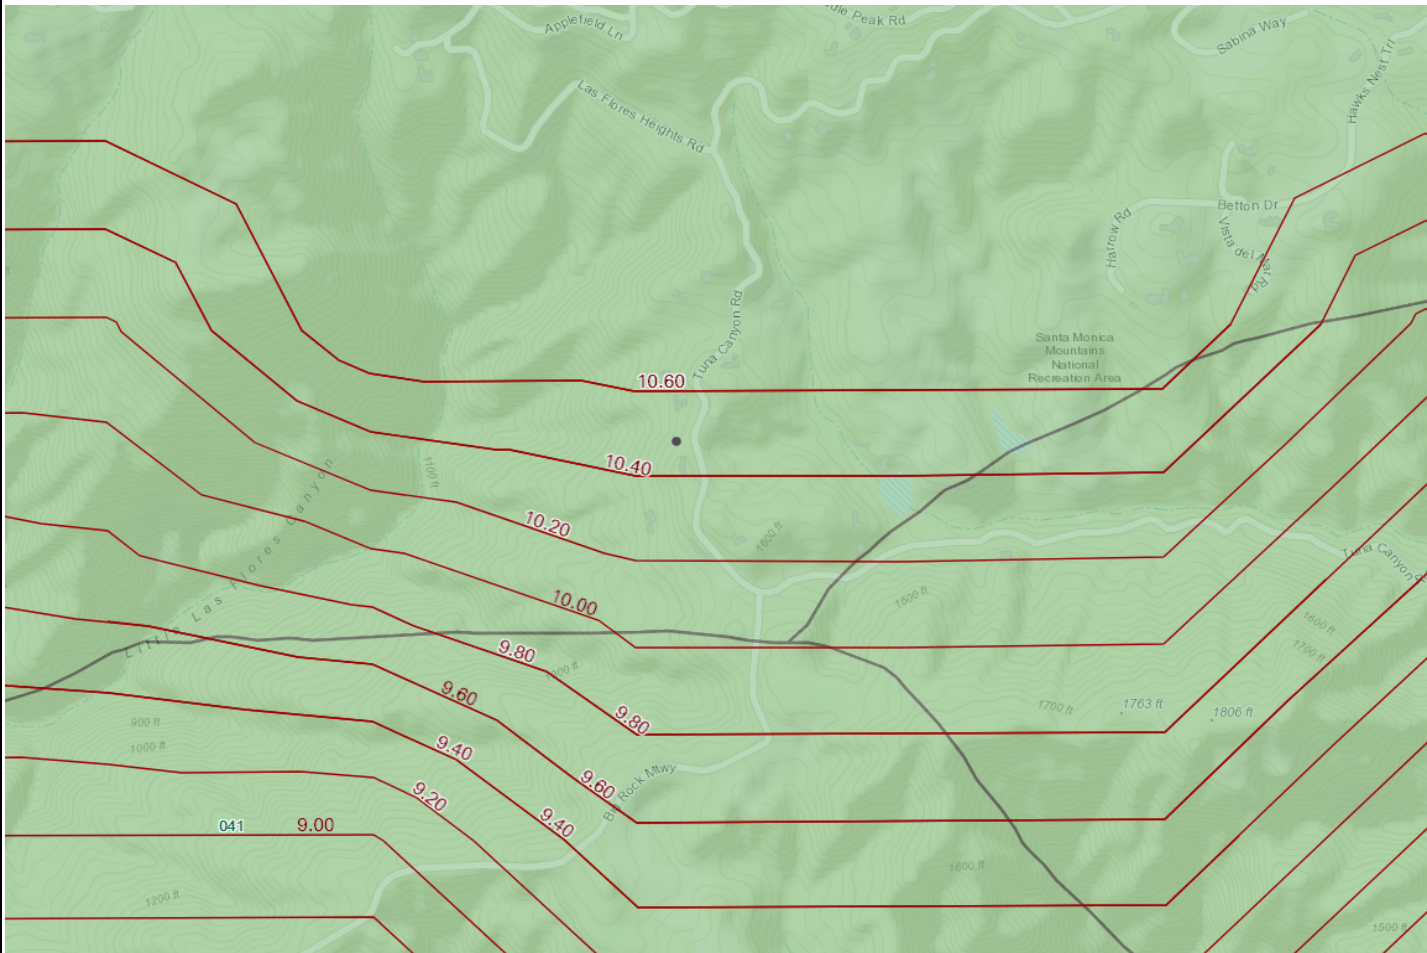 Applefield Ln
dle Peak Rd
Sabina Way
Hawks Nest Trl
Las Flores Heights Rd
Betton Dr
Harrow Rd
Vista del Mar Rd
Tuna Canyon Rd
Santa Monica
Mountains
National
Recreation Area
10.60
10.40
1100 ft
10.20
1600 ft
Tuna Canyon
Little Las Flores Canyon
10.00
1600 ft
1600 ft
1700 ft
9.80
9.60
9.80
1700 ft
1763 ft
1806 ft
900 ft
1000 ft
9.40
9.60
Big Rock Mtwy
9.20
9.40
041
9.00
1600 ft
1200 ft
1500 ft